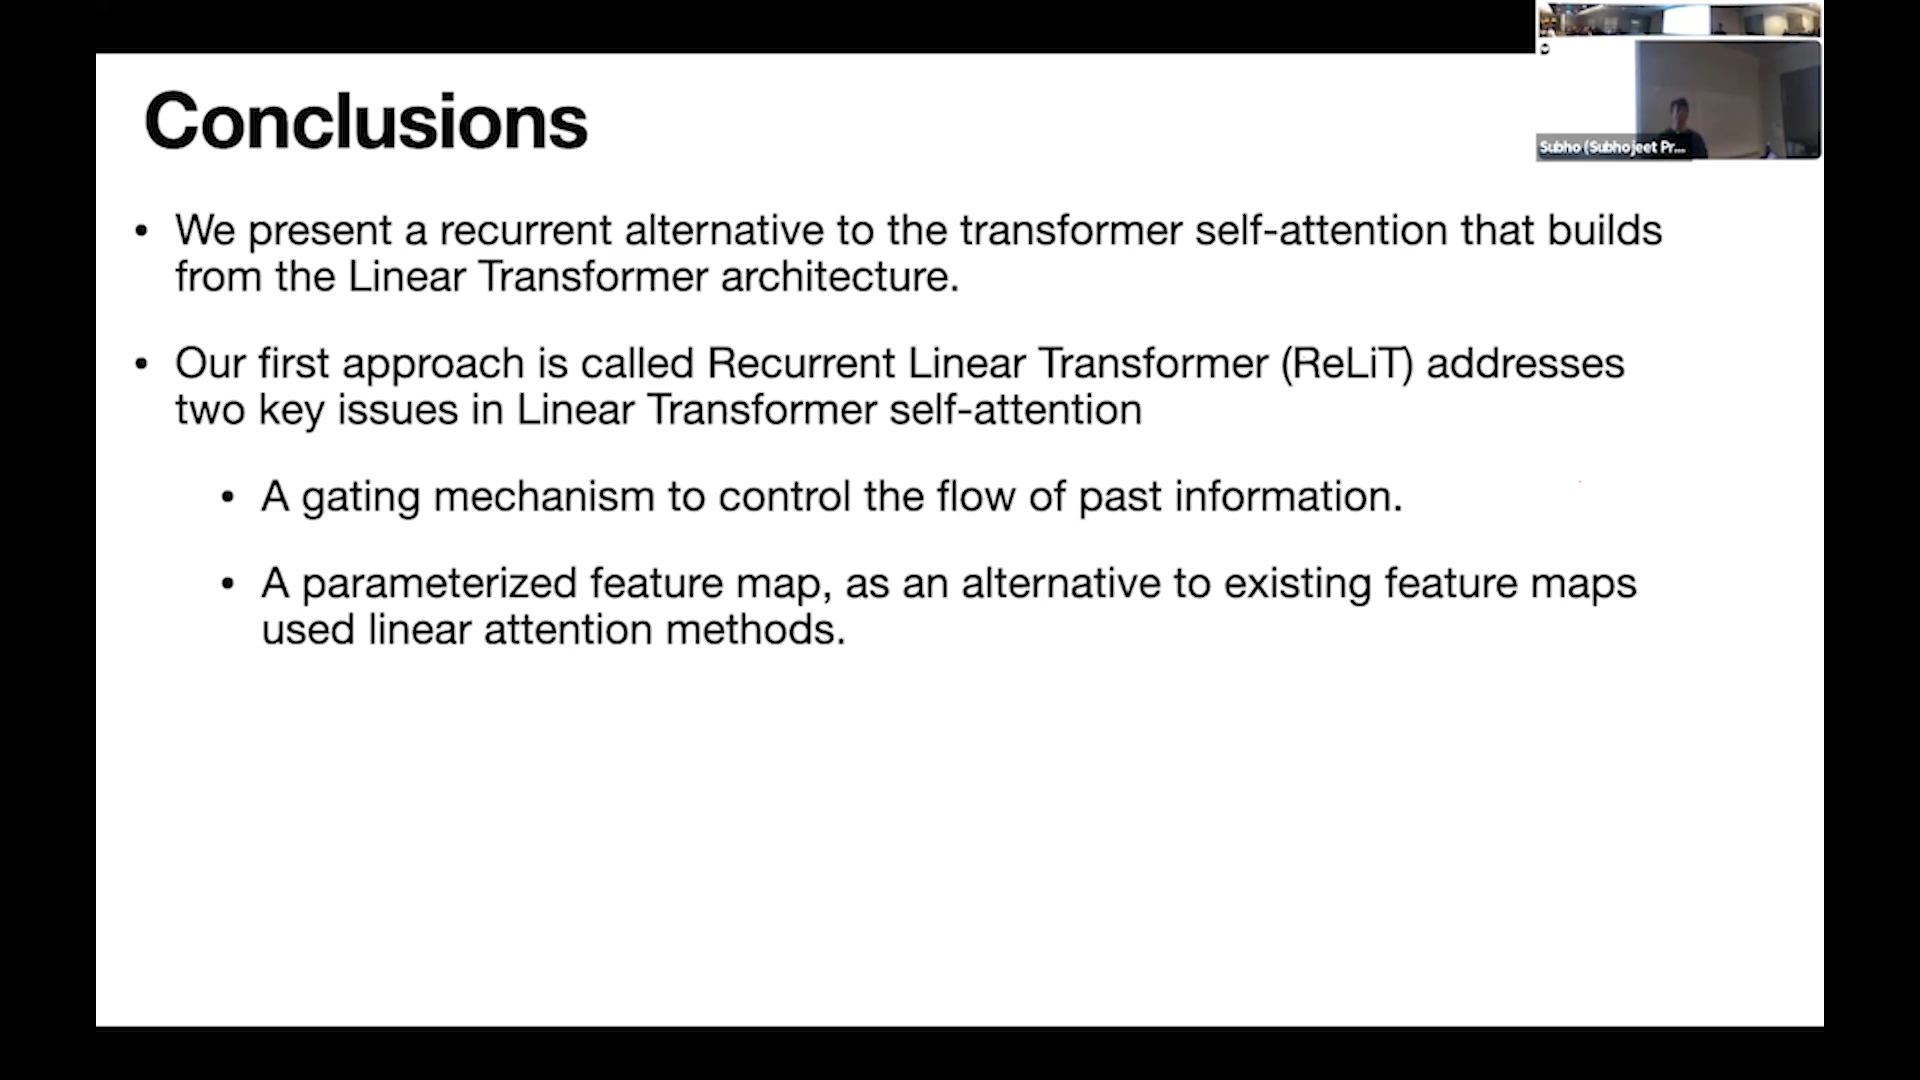 Conclusions
Subho (Subhojeet Pr...
• We present a recurrent alternative to the transformer self-attention that builds
from the Linear Transformer architecture.
• Our first approach is called Recurrent Linear Transformer (ReLiT) addresses
two key issues in Linear Transformer self-attention
• A gating mechanism to control the flow of past information.
• A parameterized feature map, as an alternative to existing feature maps
used linear attention methods.